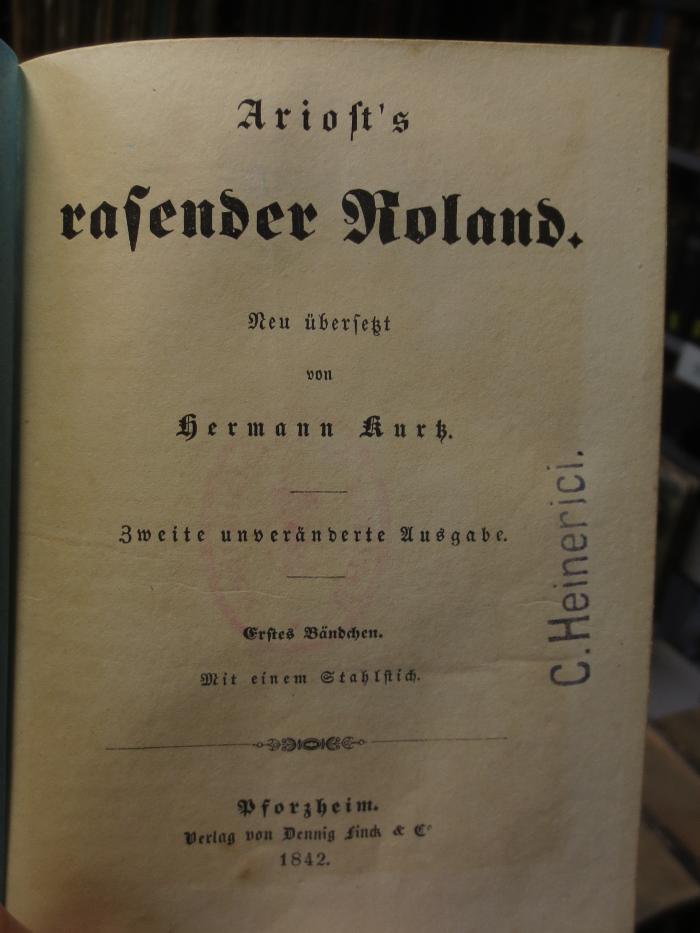 Arioſt's
raſender Roland.
Neu überſetzt
von
Hermann Kurtz.
Zweite unveränderte Ausgabe.
Erſtes Bändchen.
Mit einem Stahlſtich.
Pforzheim.
Verlag von Dennig Finck & Cº
1842.
C. Heinerici.